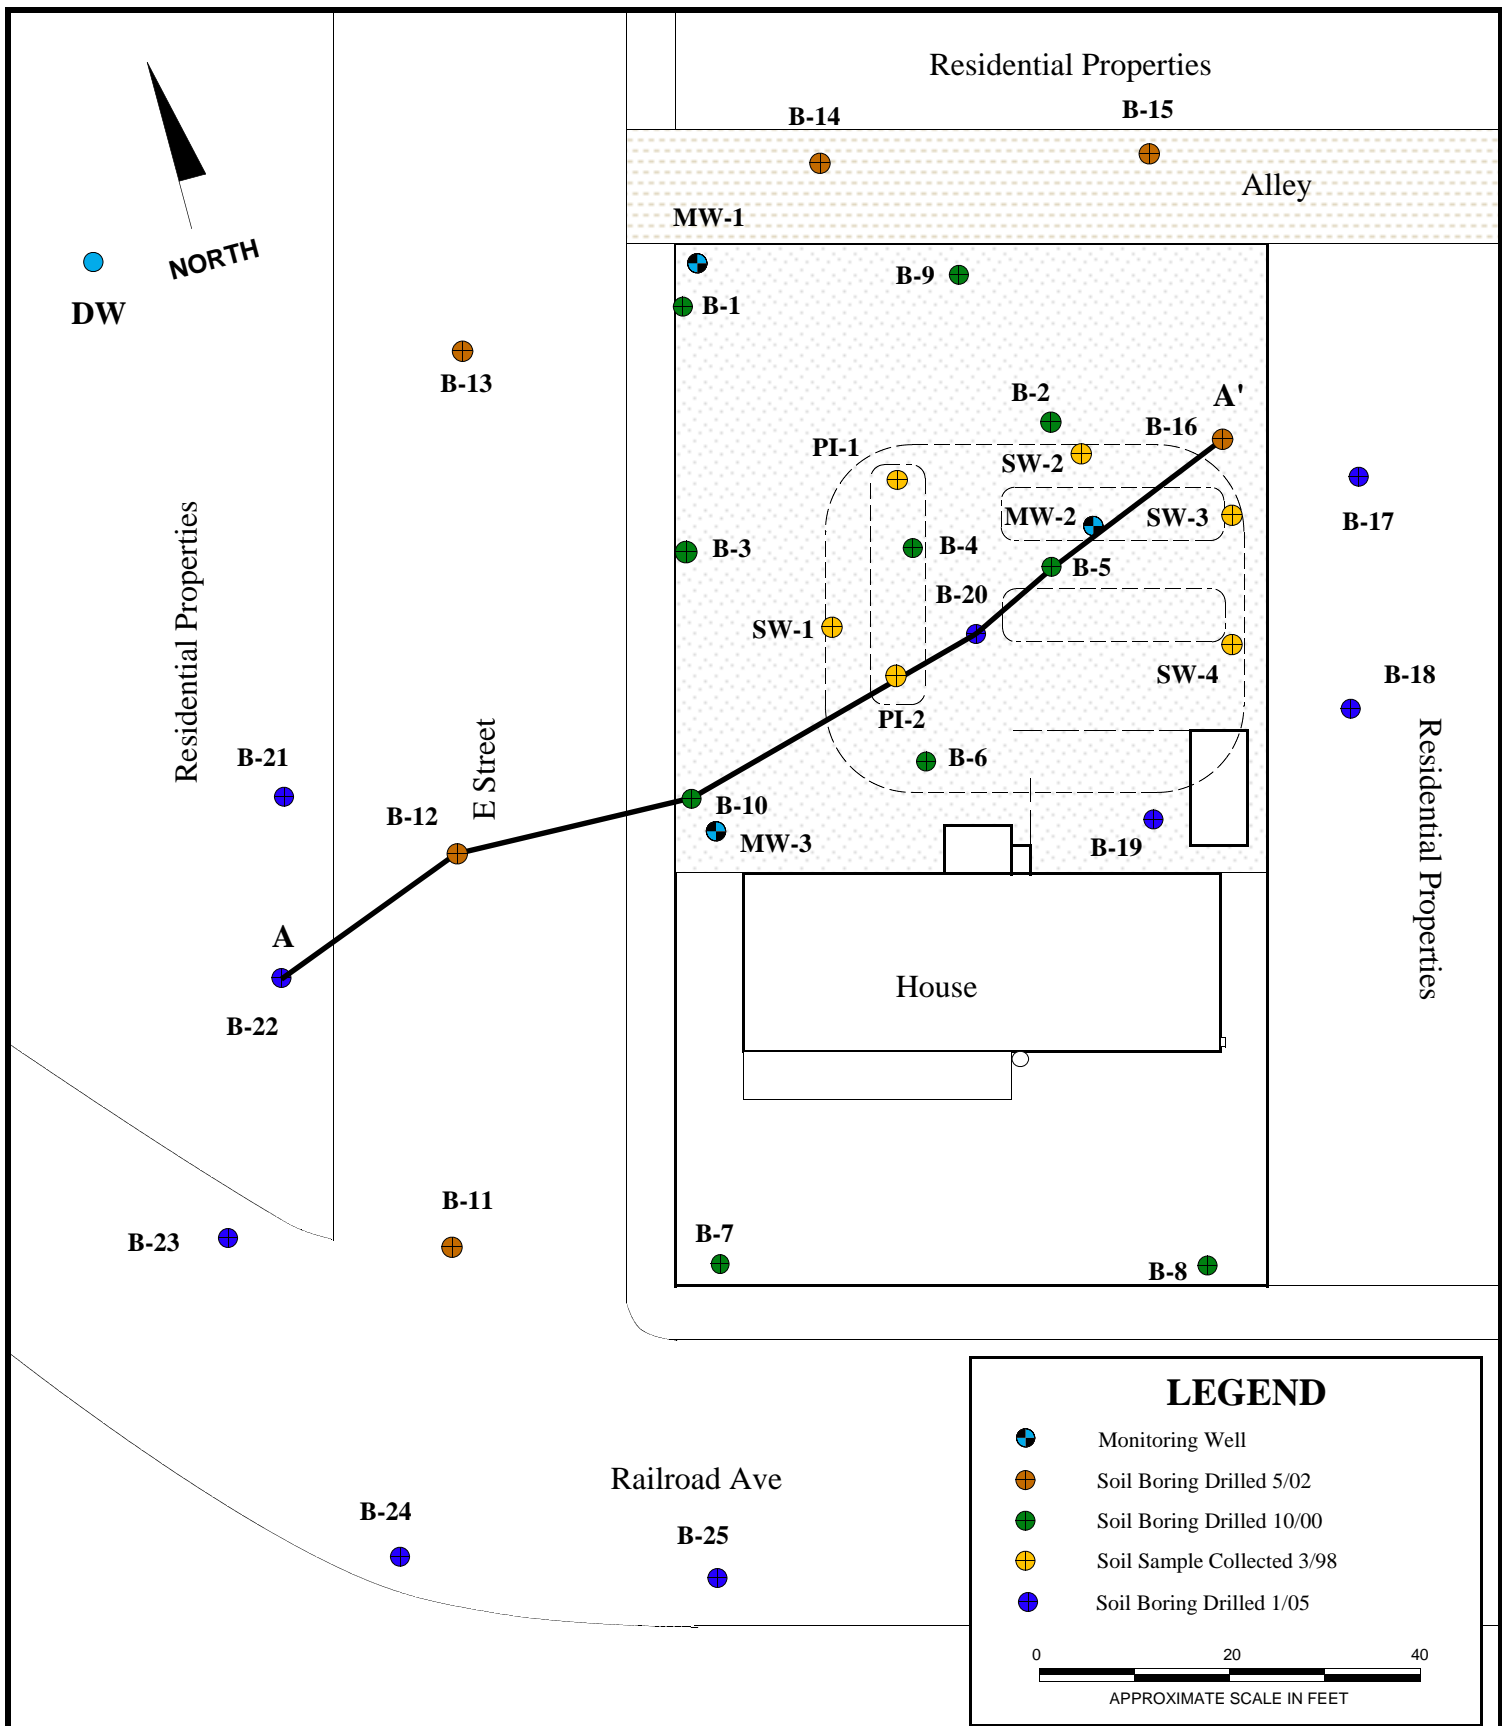 Residential Properties
B-14
B-15
Alley
MW-1
NORTH
DW
B-9
B-1
B-13
B-2
A'
B-16
PI-1
SW-2
MW-2
SW-3
B-17
B-3
B-4
B-5
B-20
SW-1
SW-4
B-18
PI-2
Residential Properties
B-21
E Street
B-6
Residential Properties
B-12
B-10
MW-3
B-19
A
House
B-22
B-11
B-23
B-7
B-8
Railroad Ave
B-24
B-25
LEGEND
Monitoring Well
Soil Boring Drilled 5/02
Soil Boring Drilled 10/00
Soil Sample Collected 3/98
Soil Boring Drilled 1/05
0 20 40
APPROXIMATE SCALE IN FEET